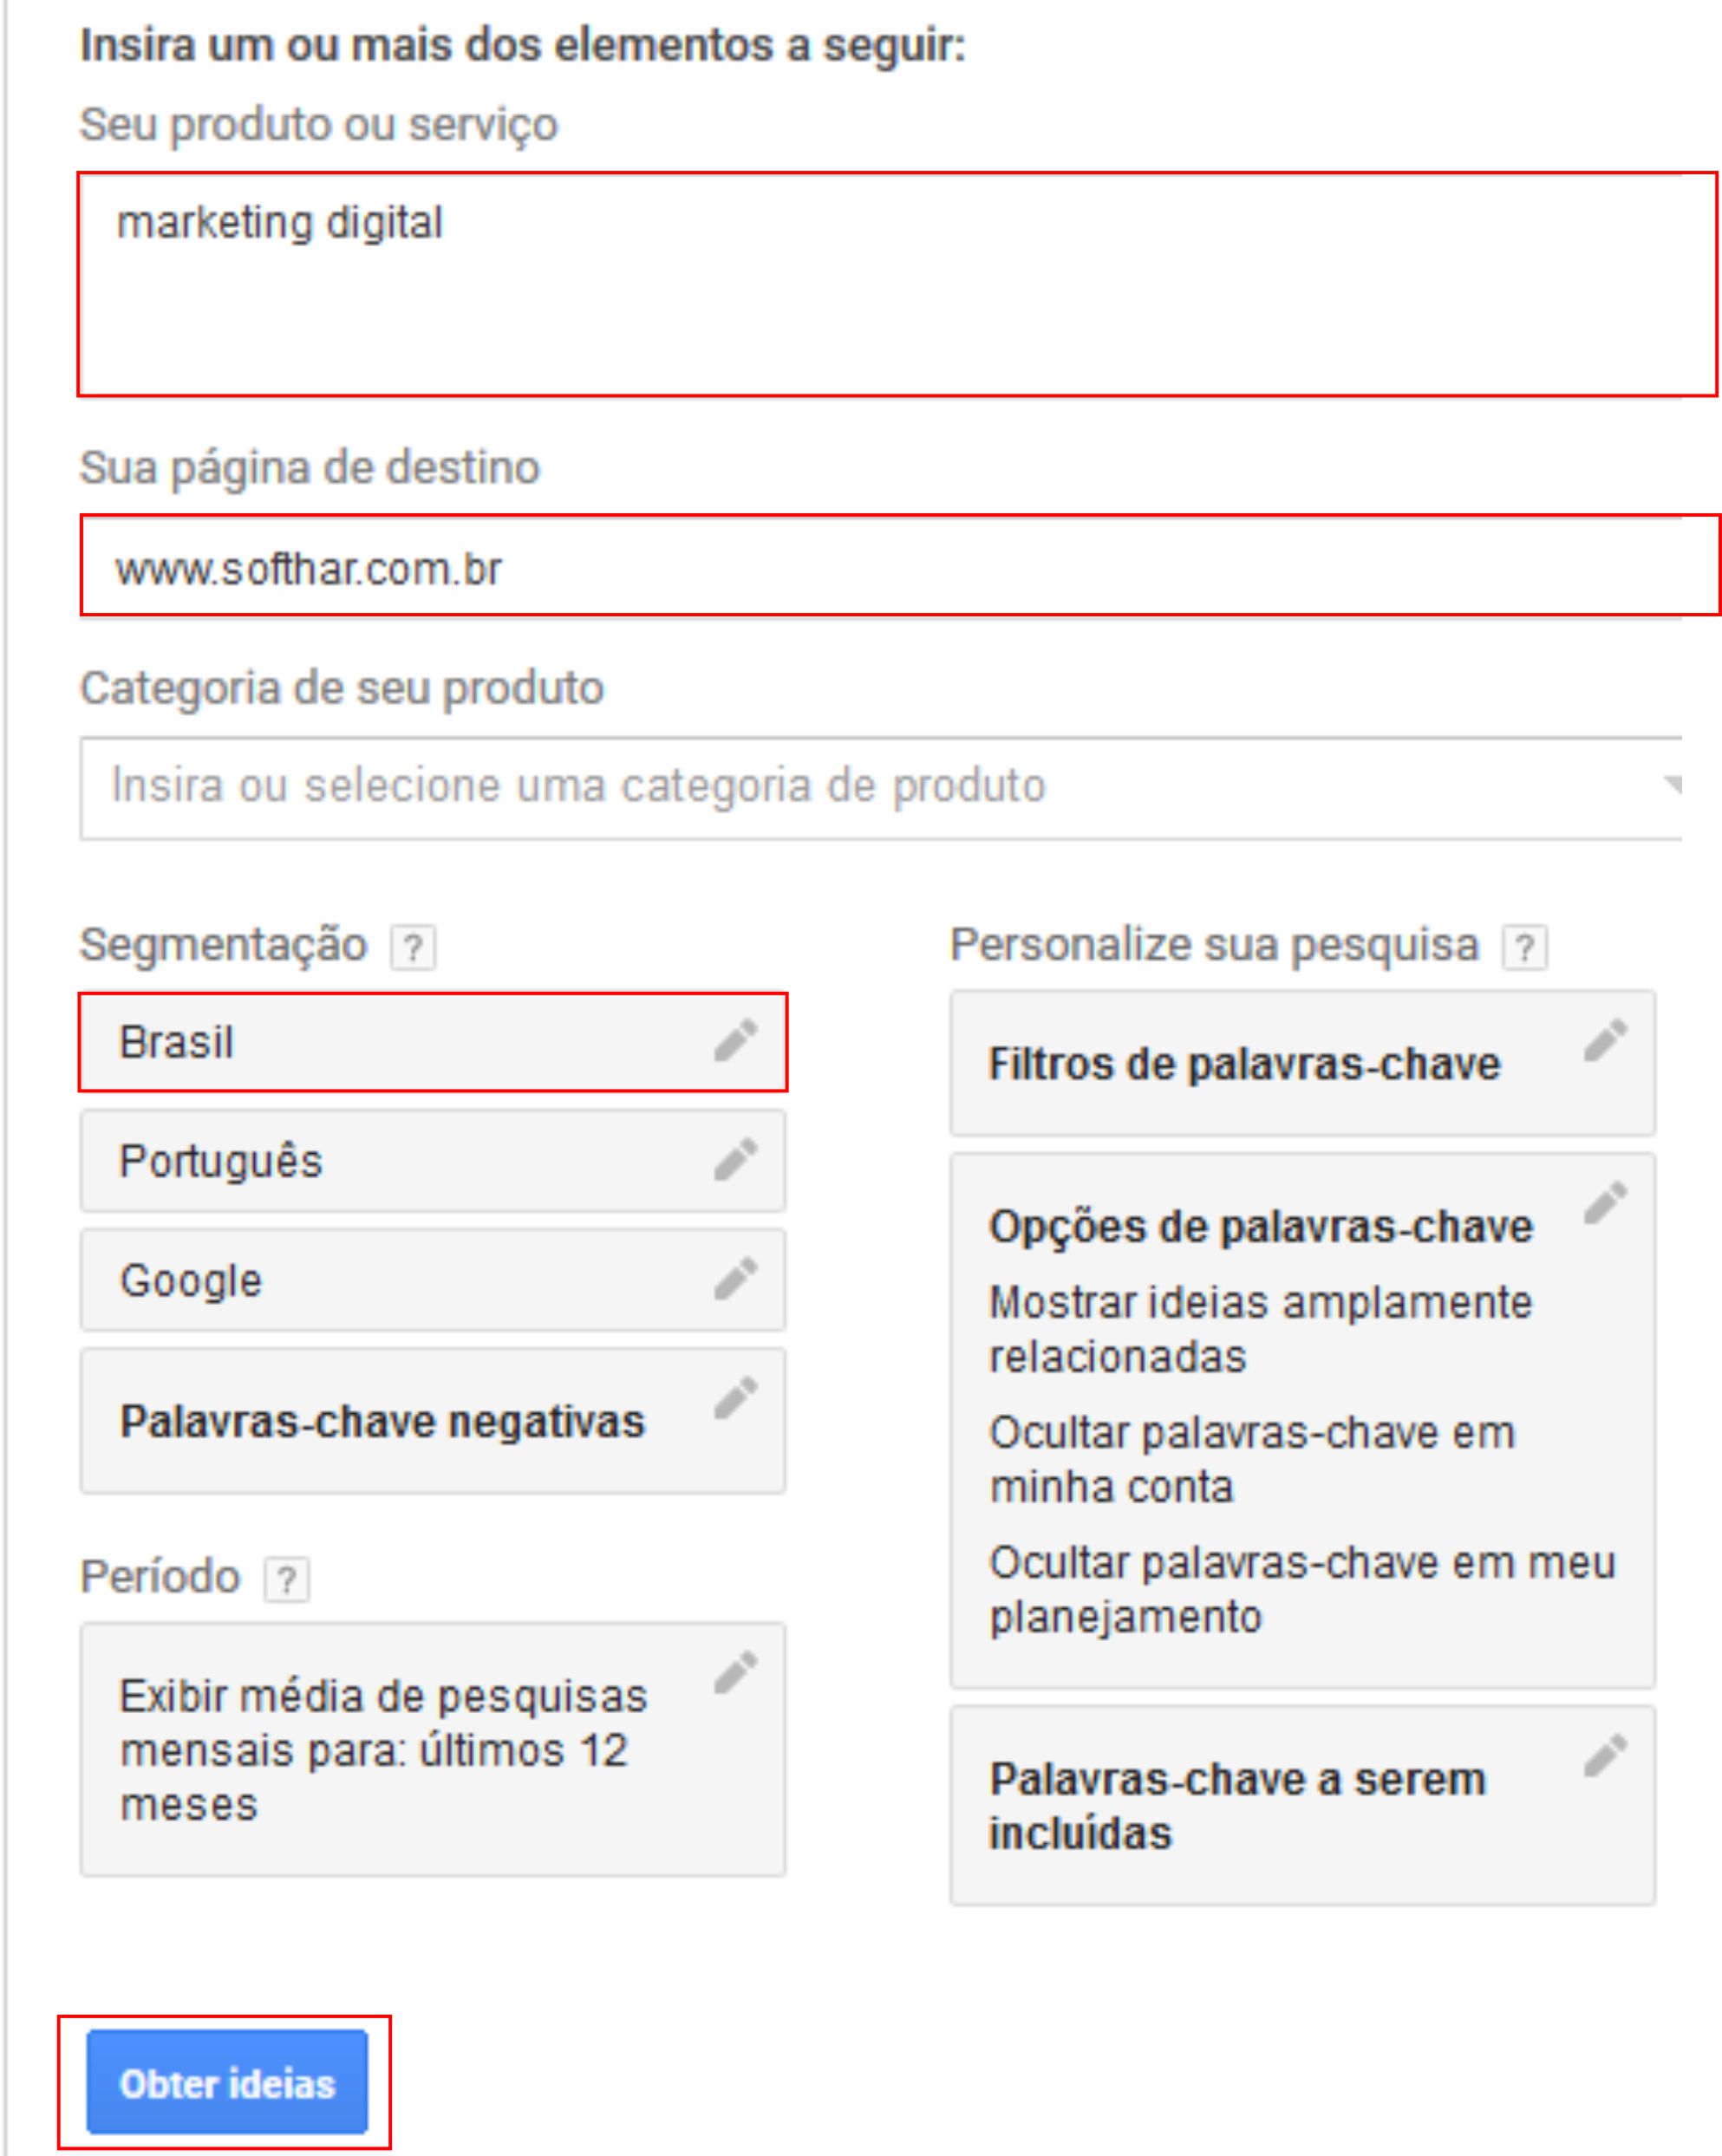 Insira um ou mais dos elementos a seguir:
Seu produto ou serviço
marketing digital
Sua página de destino
www.softhar.com.br
Categoria de seu produto
Insira ou selecione uma categoria de produto
Segmentação ?
Brasil
Português
Google
Palavras-chave negativas
Período ?
Exibir média de pesquisas
mensais para: últimos 12
meses
Personalize sua pesquisa ?
Filtros de palavras-chave
Opções de palavras-chave
Mostrar ideias amplamente
relacionadas
Ocultar palavras-chave em
minha conta
Ocultar palavras-chave em meu
planejamento
Palavras-chave a serem
incluídas
Obter ideias